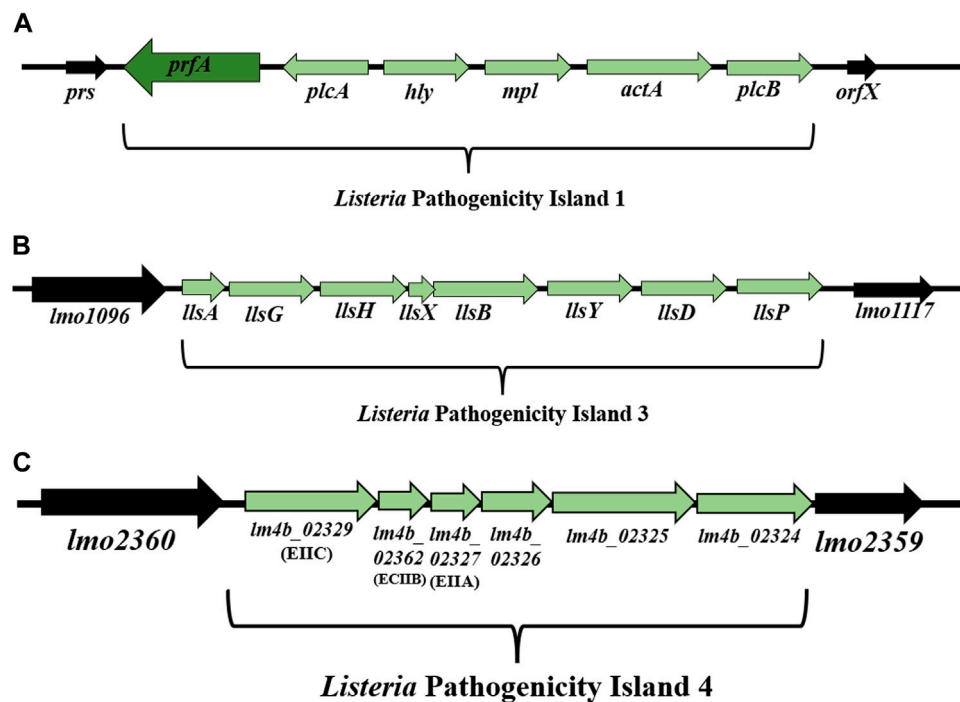 A
prfA
prs plcA hly mpl actA plcB orfX
Listeria Pathogenicity Island 1
B
lmo1096 llsA llsG llsH llsX llsB llsY llsD llsP lmo1117
Listeria Pathogenicity Island 3
C
lmo2360 lm4b_02329 lm4b_ lm4b_ lm4b_ lm4b_02325 lm4b_02324 lmo2359
(EIIC) 02362 02327 02326
(ECIIB) (EIIA)
Listeria Pathogenicity Island 4